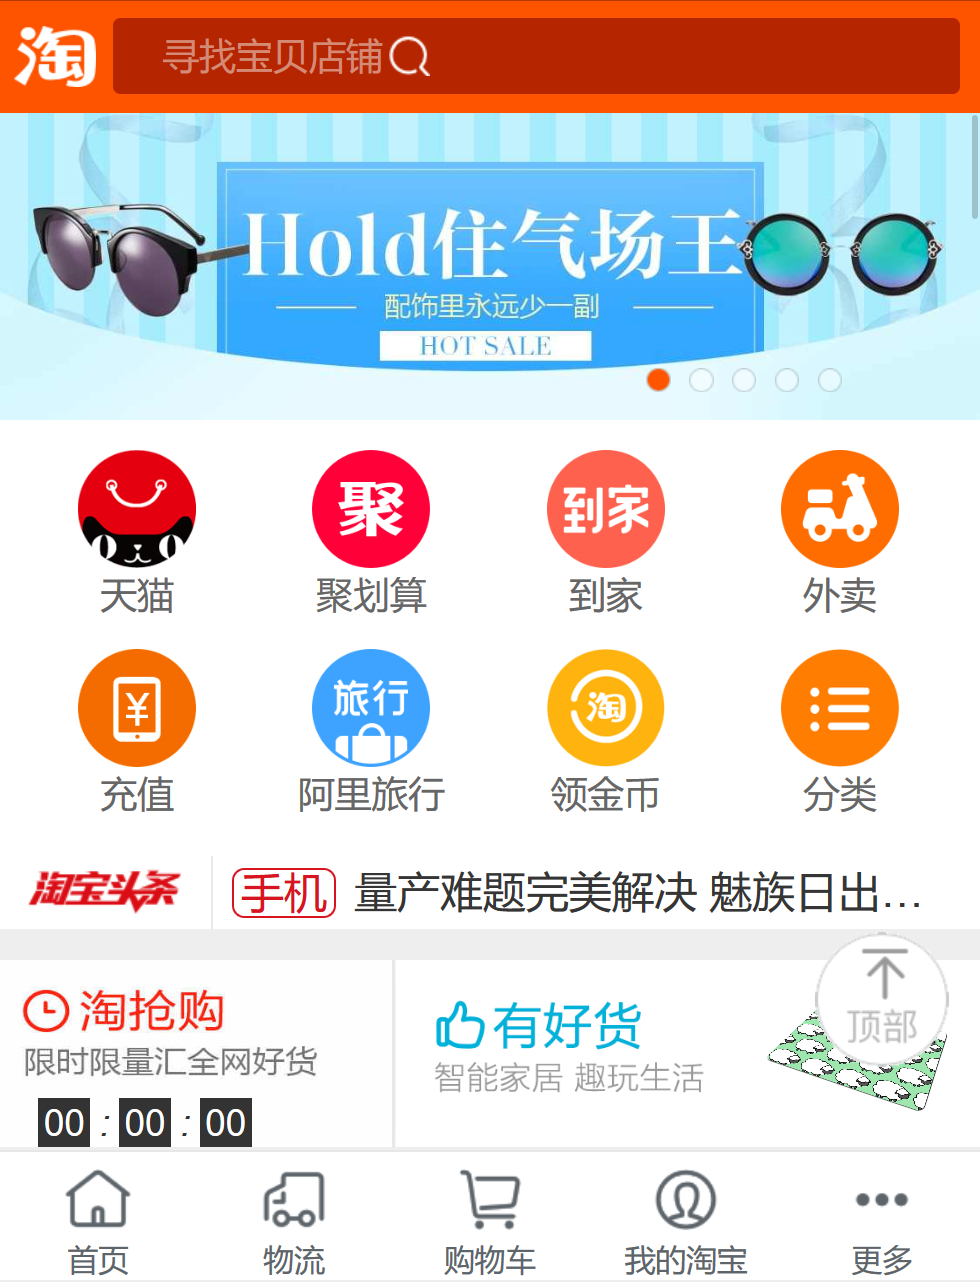 淘
寻找宝贝店铺
Hold住气场王
配饰里永远少一副
HOT SALE
聚
到家
天猫
聚划算
到家
外卖
¥
旅行
淘
充值
阿里旅行
领金币
分类
淘宝头条
手机
量产难题完美解决 魅族日出…
顶部
淘抢购
限时限量汇全网好货
00 : 00 : 00
有好货
智能家居 趣玩生活
首页
物流
购物车
我的淘宝
更多